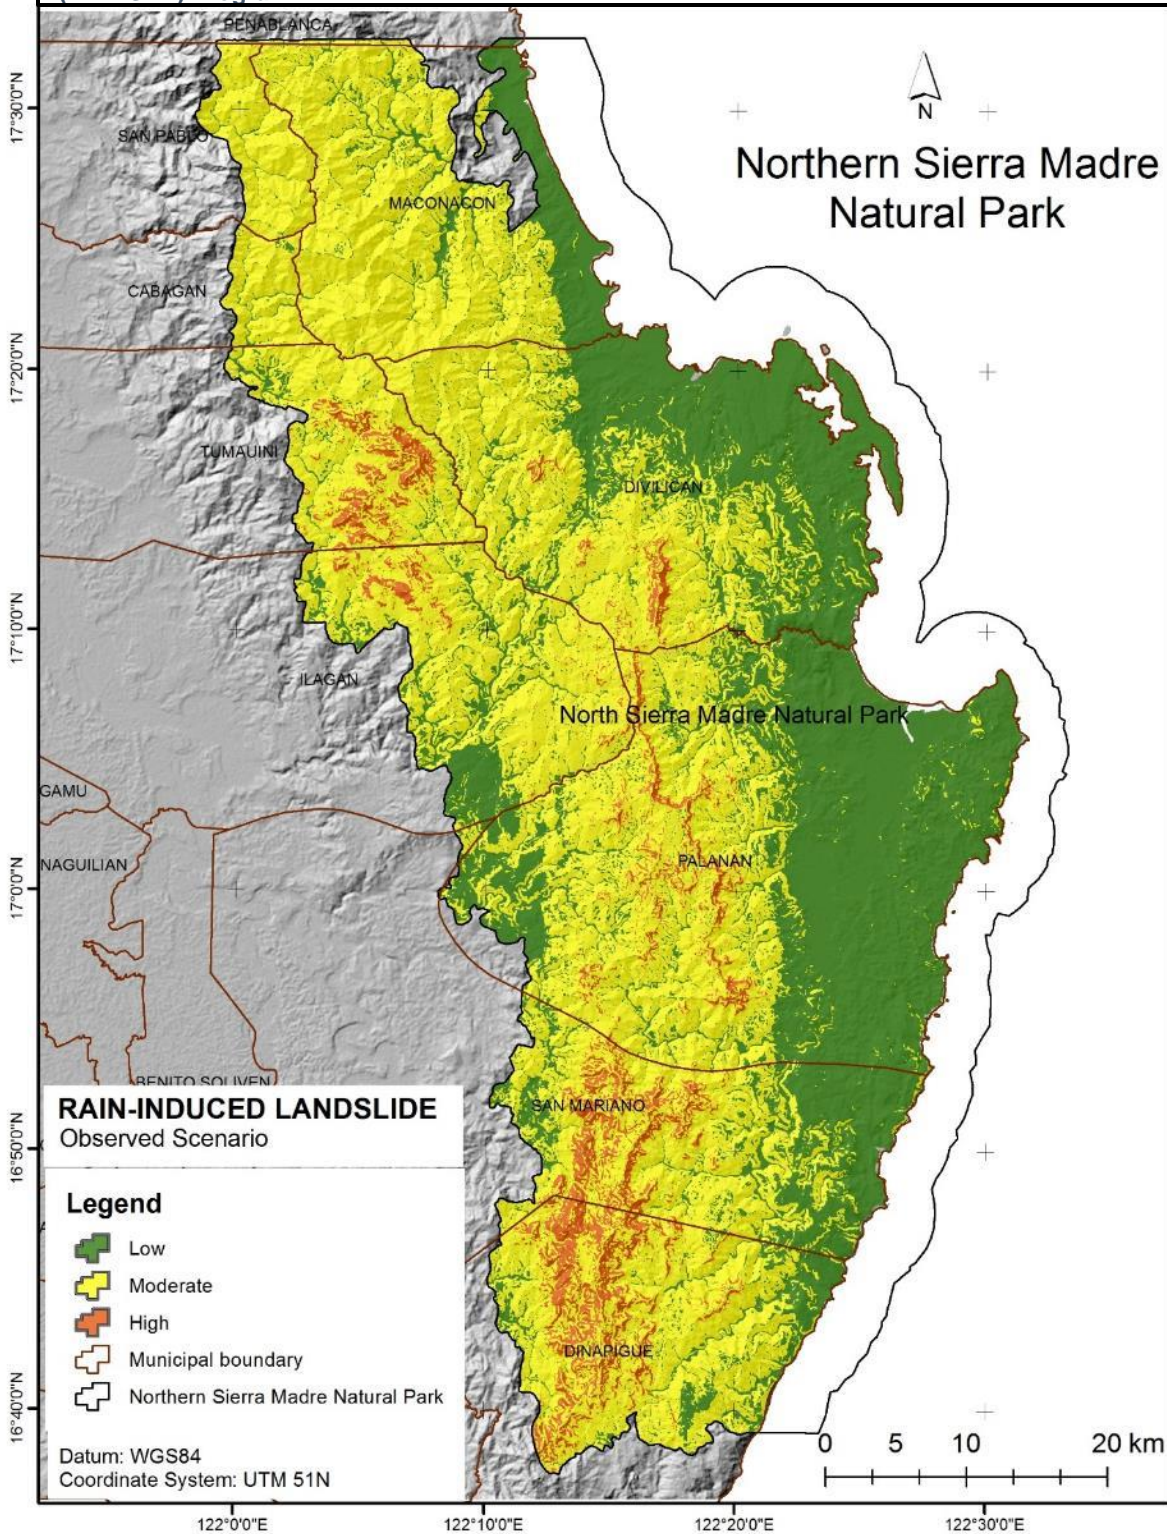 PEÑABLANCA
N
17°30'0"N
SAN PABLO
Northern Sierra Madre
Natural Park
MACONACON
CABAGAN
17°20'0"N
TUMAUINI
DIVILICAN
17°10'0"N
ILAGAN
North Sierra Madre Natural Park
GAMU
NAGUILIAN
PALANAN
17°0'0"N
BENITO SOLIVEN
RAIN-INDUCED LANDSLIDE
Observed Scenario
SAN MARIANO
16°50'0"N
Legend
Low
Moderate
High
Municipal boundary
Northern Sierra Madre Natural Park
DINAPIGUE
16°40'0"N
Datum: WGS84
Coordinate System: UTM 51N
0 5 10 20 km
122°0'0"E 122°10'0"E 122°20'0"E 122°30'0"E